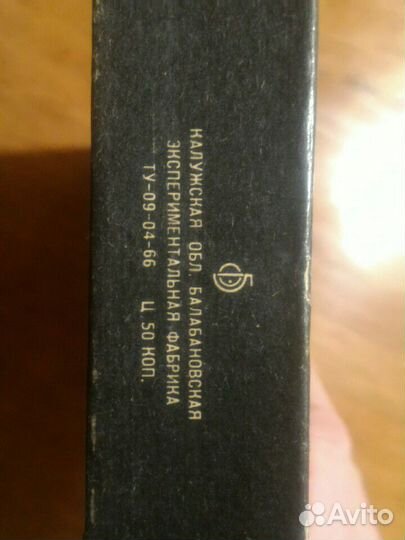 КАЛУЖСКАЯ ОБЛ. БАЛАБАНОВСКАЯ
ЭКСПЕРИМЕНТАЛЬНАЯ ФАБРИКА
ТУ-09-04-66 Ц. 50 КОП.
Avito